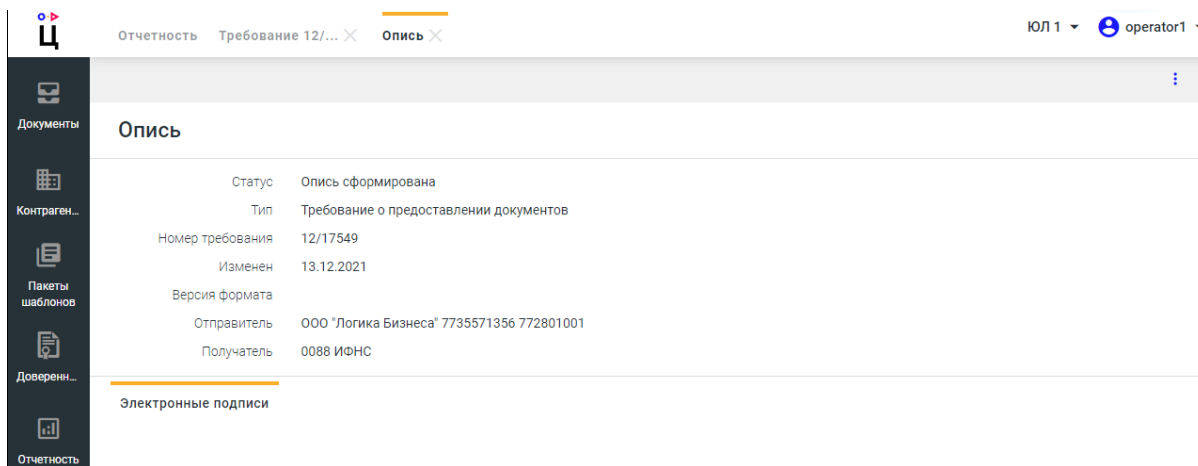 Ц
Отчетность Требование 12/... Опись ЮЛ 1 operator1
Документы
Опись
Контраген...
Статус Опись сформирована
Тип Требование о предоставлении документов
Номер требования 12/17549
Изменен 13.12.2021
Пакеты
шаблонов
Версия формата
Отправитель ООО "Логика Бизнеса" 7735571356 772801001
Получатель 0088 ИФНС
Доверенн...
Электронные подписи
Отчетность